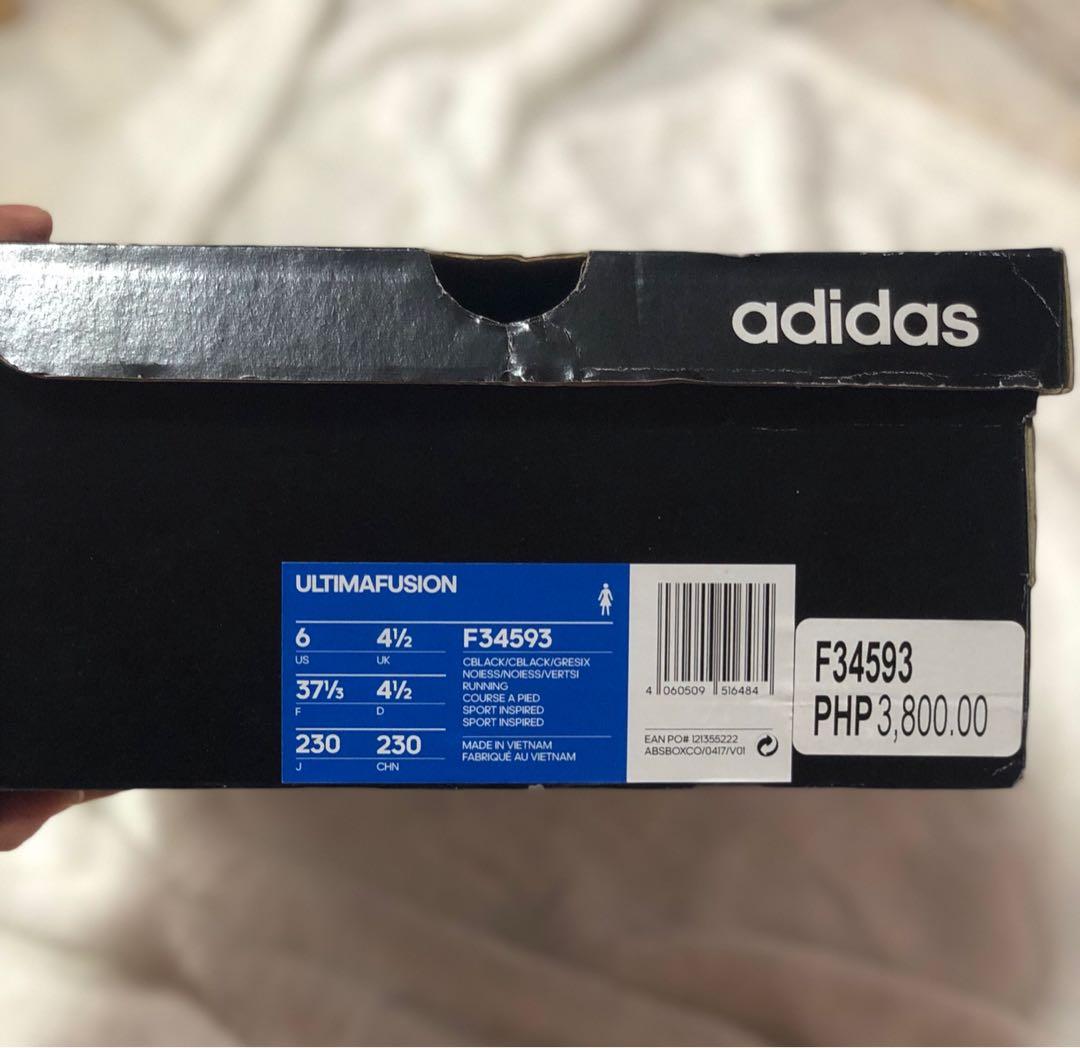 adidas
ULTIMAFUSION
6 4½ F34593
US UK
CBLACK/CBLACK/GRESIX
NOIESS/NOIESS/VERTSI
RUNNING
COURSE A PIED
SPORT INSPIRED
SPORT INSPIRED
37⅓ 4½
F D
230 230
J CHN
MADE IN VIETNAM
FABRIQUÉ AU VIETNAM
4 060509 516484
EAN PO# 121355222
ABSBOXCO/0417/V01
F34593
PHP 3,800.00